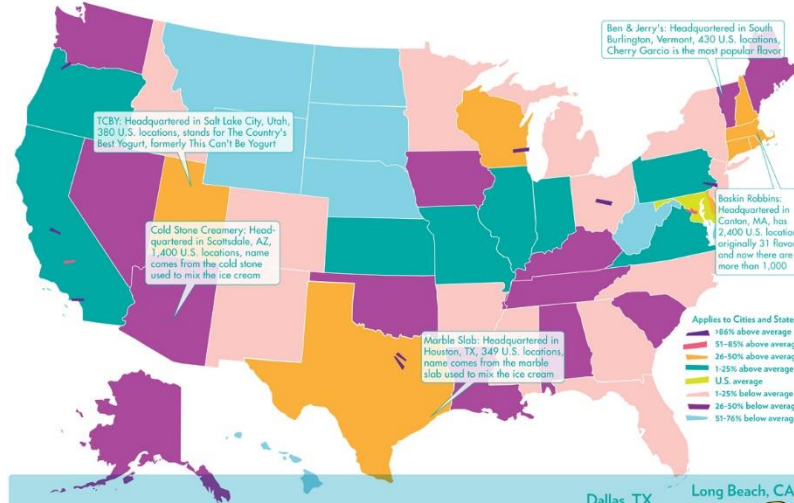 Ben & Jerry's: Headquartered in South
Burlington, Vermont, 430 U.S. locations,
Cherry Garcia is the most popular flavor
TCBY: Headquartered in Salt Lake City, Utah,
380 U.S. locations, stands for The Country's
Best Yogurt, formerly This Can't Be Yogurt
Baskin Robbins:
Headquartered in
Canton, MA, has
2,400 U.S. location
originally 31 flavor
and now there are
more than 1,000
Cold Stone Creamery: Head-
quartered in Scottsdale, AZ,
1,400 U.S. locations, name
comes from the cold stone
used to mix the ice cream
Marble Slab: Headquartered in
Houston, TX, 349 U.S. locations,
name comes from the marble
slab used to mix the ice cream
Applies to Cities and State
>86% above average
51-85% above averag
26-50% above averag
1-25% above average
U.S. average
1-25% below average
26-50% below averag
51-76% below averag
Dallas, TX
Long Beach, CA